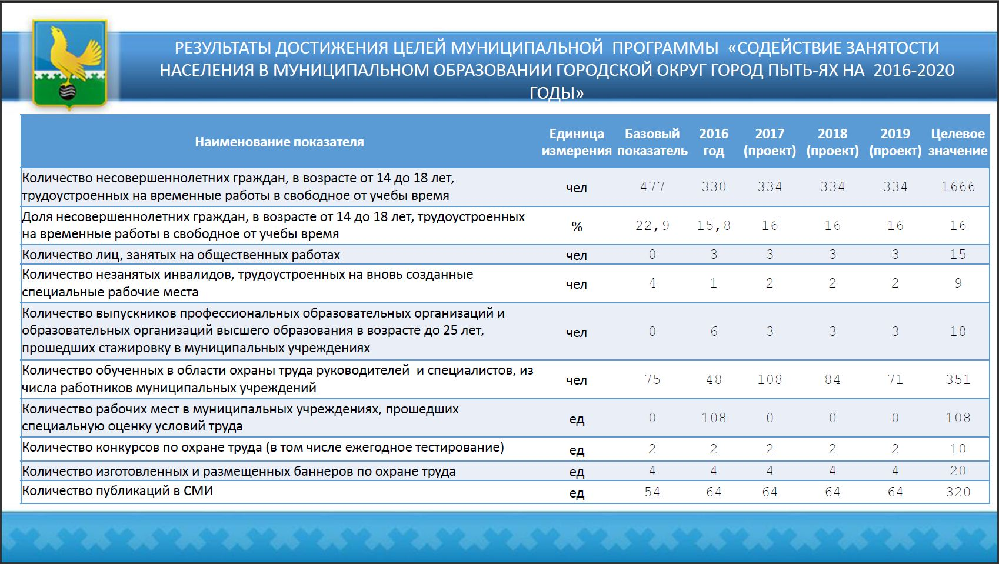 РЕЗУЛЬТАТЫ ДОСТИЖЕНИЯ ЦЕЛЕЙ МУНИЦИПАЛЬНОЙ ПРОГРАММЫ «СОДЕЙСТВИЕ ЗАНЯТОСТИ
НАСЕЛЕНИЯ В МУНИЦИПАЛЬНОМ ОБРАЗОВАНИИ ГОРОДСКОЙ ОКРУГ ГОРОД ПЫТЬ-ЯХ НА 2016-2020
ГОДЫ»
Наименование показателя
Единица
измерения
Базовый
показатель
2016
год
2017
(проект)
2018
(проект)
2019
(проект)
Целевое
значение
Количество несовершеннолетних граждан, в возрасте от 14 до 18 лет,
трудоустроенных на временные работы в свободное от учебы время
чел 477 330 334 334 334 1666
Доля несовершеннолетних граждан, в возрасте от 14 до 18 лет, трудоустроенных
на временные работы в свободное от учебы время
% 22,9 15,8 16 16 16 16
Количество лиц, занятых на общественных работах чел 0 3 3 3 3 15
Количество незанятых инвалидов, трудоустроенных на вновь созданные
специальные рабочие места
чел 4 1 2 2 2 9
Количество выпускников профессиональных образовательных организаций и
образовательных организаций высшего образования в возрасте до 25 лет,
прошедших стажировку в муниципальных учреждениях
чел 0 6 3 3 3 18
Количество обученных в области охраны труда руководителей и специалистов, из
числа работников муниципальных учреждений
чел 75 48 108 84 71 351
Количество рабочих мест в муниципальных учреждениях, прошедших
специальную оценку условий труда
ед 0 108 0 0 0 108
Количество конкурсов по охране труда (в том числе ежегодное тестирование) ед 2 2 2 2 2 10
Количество изготовленных и размещенных баннеров по охране труда ед 4 4 4 4 4 20
Количество публикаций в СМИ ед 54 64 64 64 64 320